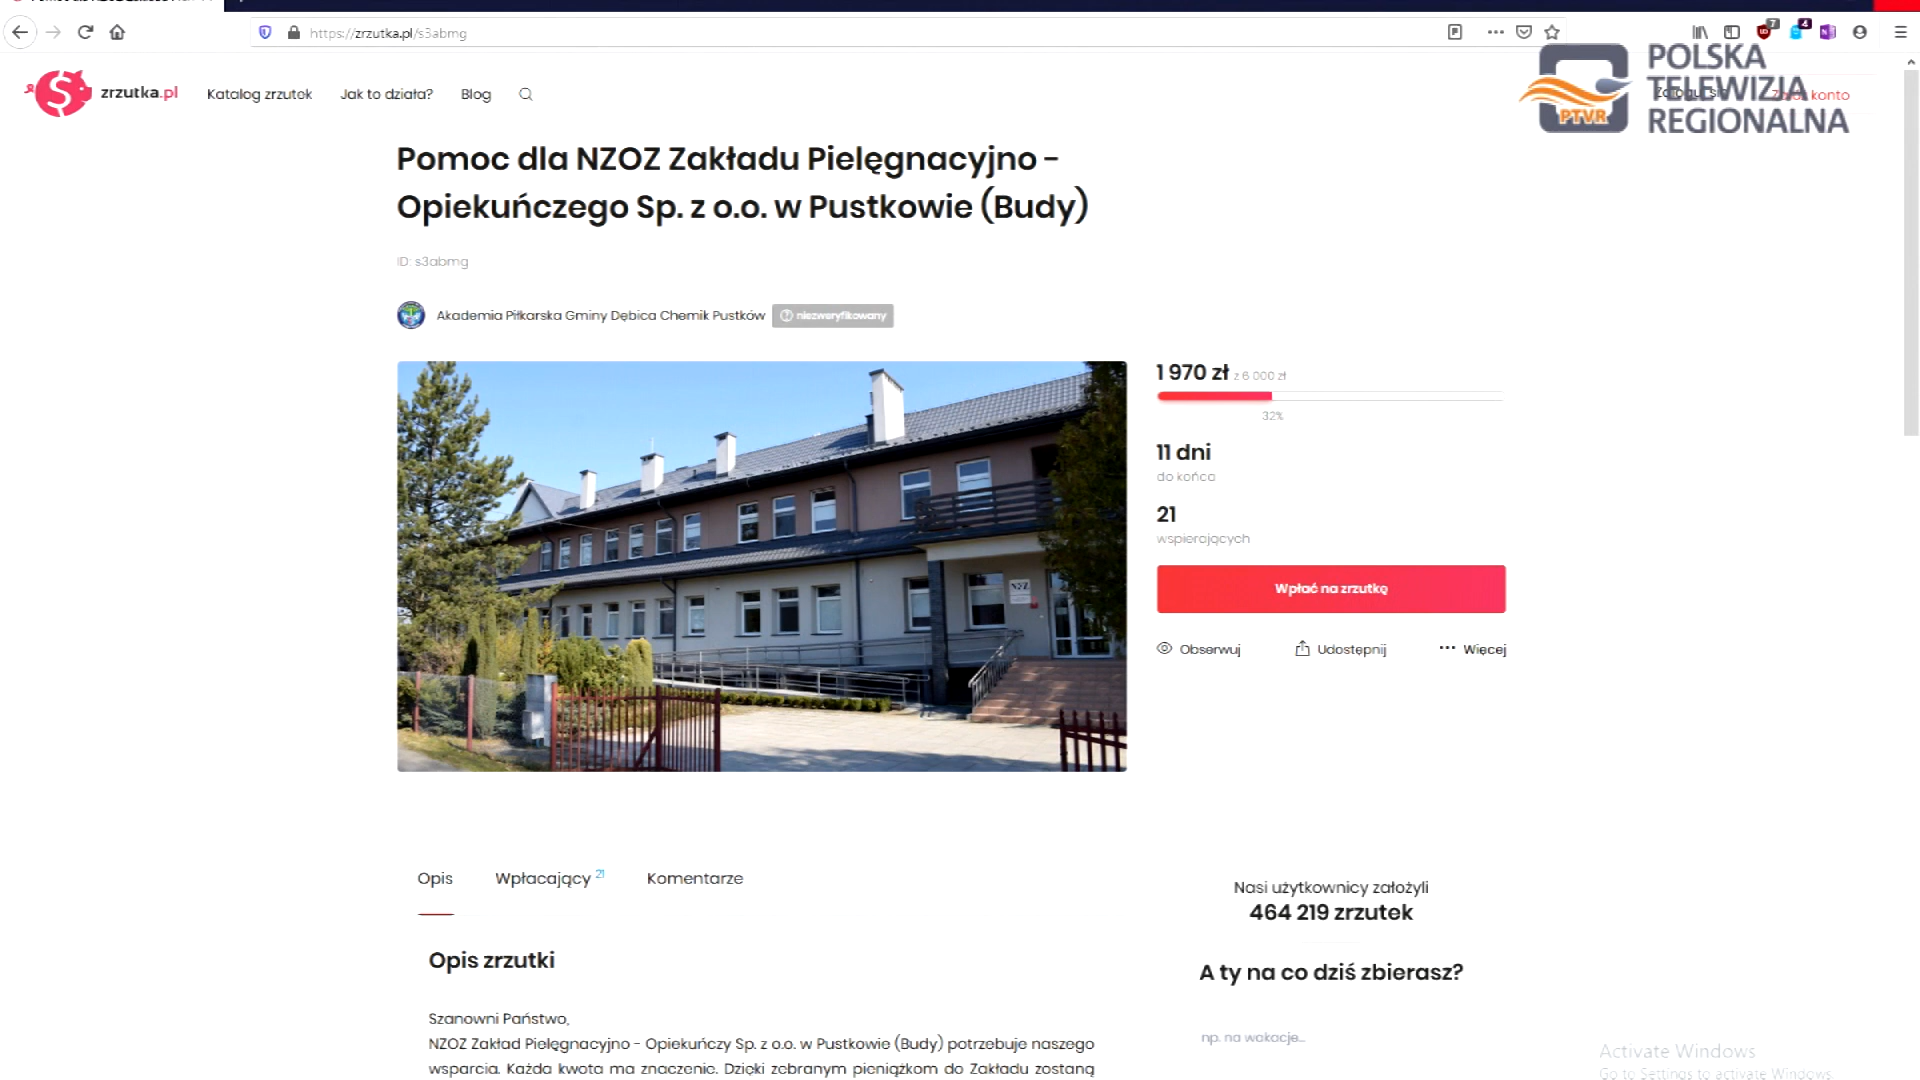 https://zrzutka.pl/s3abmg
7
4
zrzutka.pl
Katalog zrzutek
Jak to działa?
Blog
konto
PTVR
POLSKA
TELEWIZJA
REGIONALNA
Pomoc dla NZOZ Zakładu Pielęgnacyjno -
Opiekuńczego Sp. z o.o. w Pustkowie (Budy)
ID: s3abmg
Akademia Piłkarska Gminy Dębica Chemik Pustków
niezweryfikowany
1 970 zł z 6 000 zł
32%
11 dni
do końca
21
wspierających
Wpłać na zrzutkę
Obserwuj
Udostępnij
Więcej
Opis
Wpłacający 21
Komentarze
Nasi użytkownicy założyli
464 219 zrzutek
Opis zrzutki
A ty na co dziś zbierasz?
Szanowni Państwo,
NZOZ Zakład Pielęgnacyjno - Opiekuńczy Sp. z o.o. w Pustkowie (Budy) potrzebuje naszego
wsparcia. Każda kwota ma znaczenie. Dzięki zebranym pieniążkom do Zakładu zostaną
np. na wakacje...
Activate Windows
Go to Settings to activate Windows.